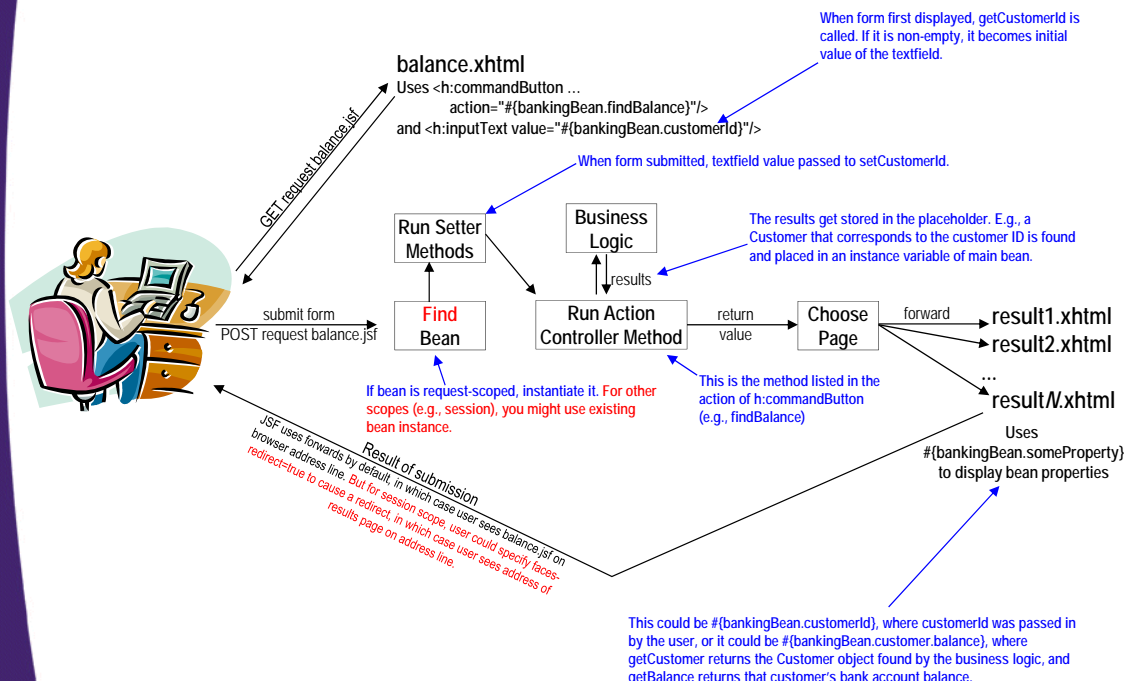 When form first displayed, getCustomerId is
called. If it is non-empty, it becomes initial
value of the textfield.
balance.xhtml
Uses <h:commandButton …
action="#{bankingBean.findBalance}"/>
and <h:inputText value="#{bankingBean.customerId}"/>
GET request balance.jsf
When form submitted, textfield value passed to setCustomerId.
Run Setter
Methods
Business
Logic
results
The results get stored in the placeholder. E.g., a
Customer that corresponds to the customer ID is found
and placed in an instance variable of main bean.
submit form
POST request balance.jsf
Find
Bean
Run Action
Controller Method
return
value
Choose
Page
forward
result1.xhtml
result2.xhtml
…
resultN.xhtml
If bean is request-scoped, instantiate it. For other
scopes (e.g., session), you might use existing
bean instance.
This is the method listed in the
action of h:commandButton
(e.g., findBalance)
Uses
#{bankingBean.someProperty}
to display bean properties
Result of submission
JSF uses forwards by default, in which case user sees balance.jsf on
browser address line. But for session scope, user could specify faces-
redirect=true to cause a redirect, in which case user sees address of
results page on address line.
This could be #{bankingBean.customerId}, where customerId was passed in
by the user, or it could be #{bankingBean.customer.balance}, where
getCustomer returns the Customer object found by the business logic, and
getBalance returns that customer's bank account balance.